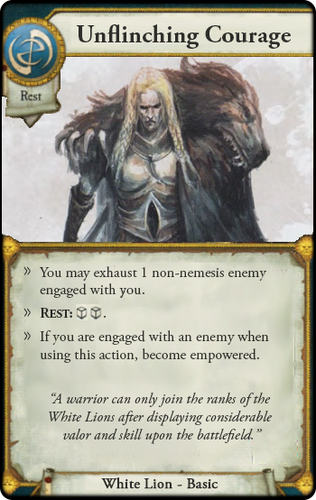 Unflinching Courage
Rest
» You may exhaust 1 non-nemesis enemy
engaged with you.
» REST: .
» If you are engaged with an enemy when
using this action, become empowered.
“A warrior can only join the ranks of the
White Lions after displaying considerable
valor and skill upon the battlefield.”
White Lion - Basic